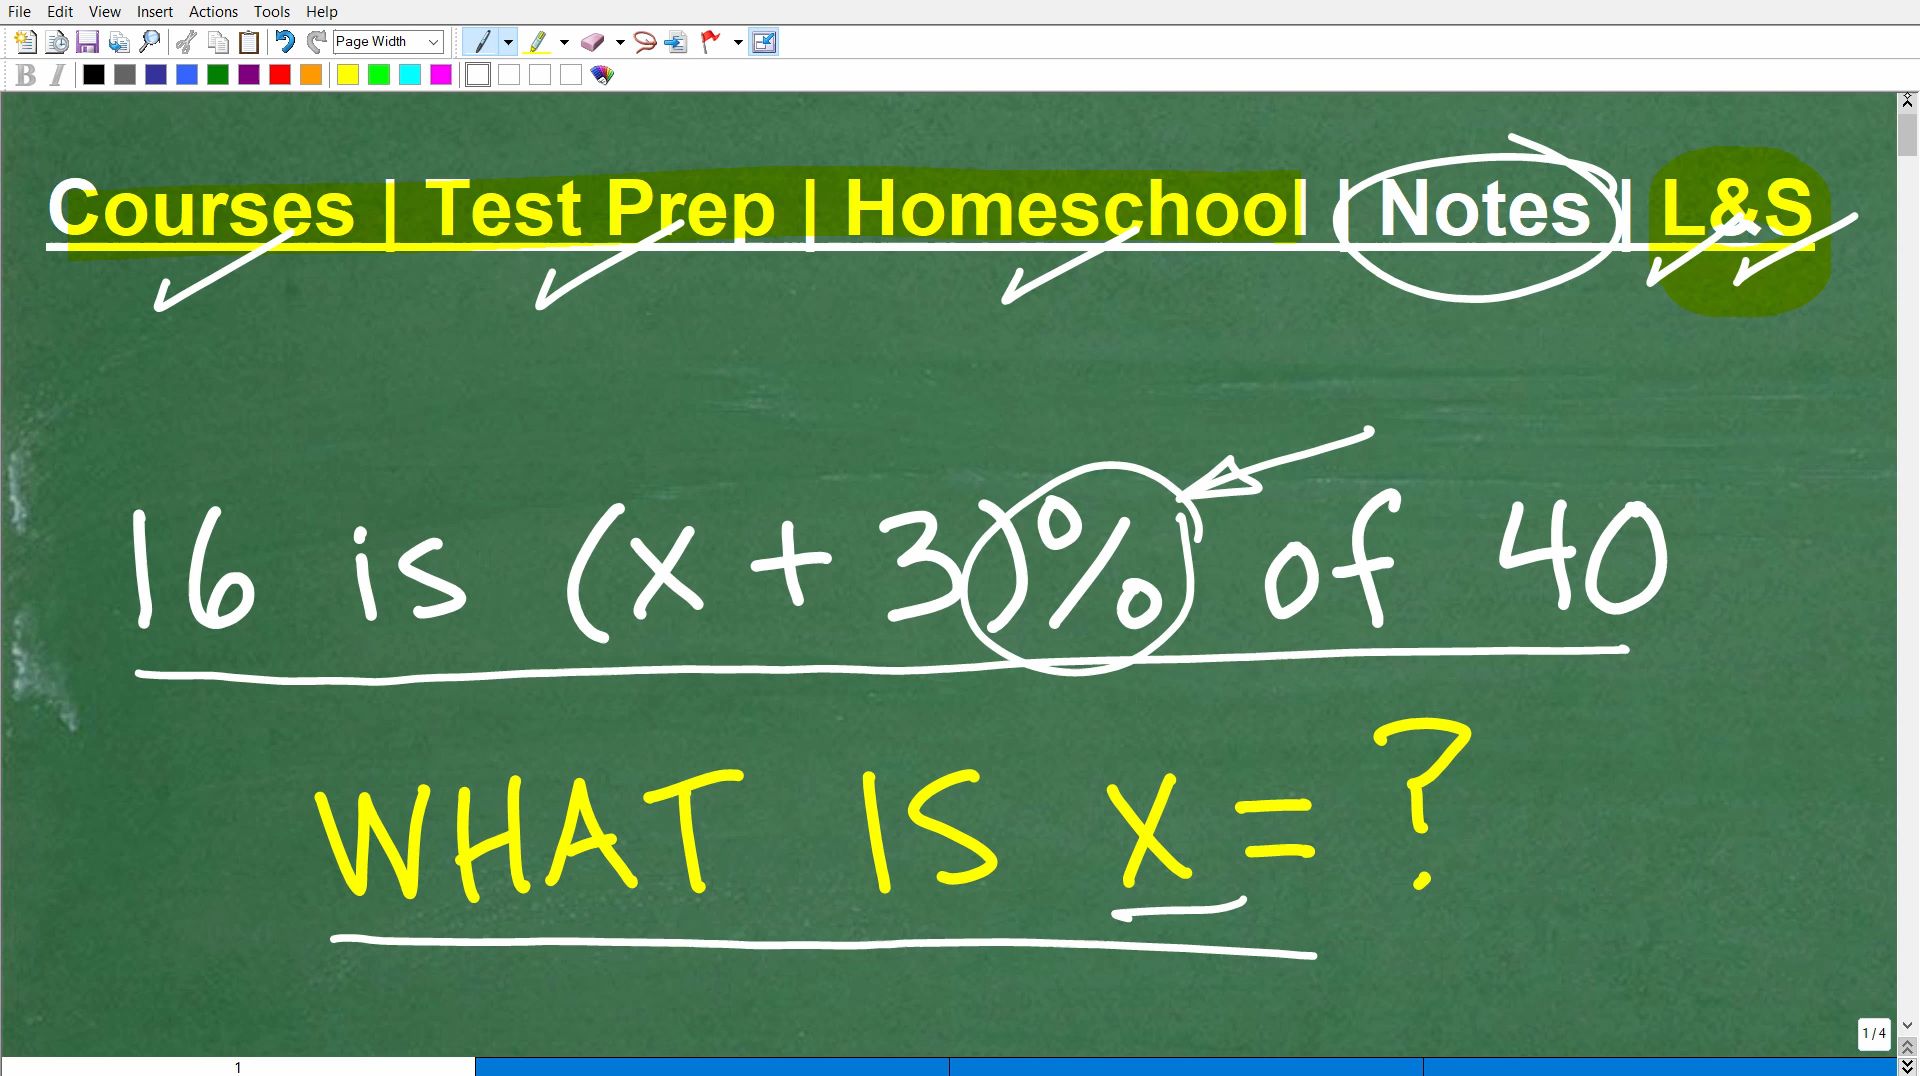 File Edit View Insert Actions Tools Help
Page Width
B I
Courses | Test Prep | Homeschool | Notes | L&S
16 is (x + 3)% of 40
WHAT IS x = ?
1 / 4
1